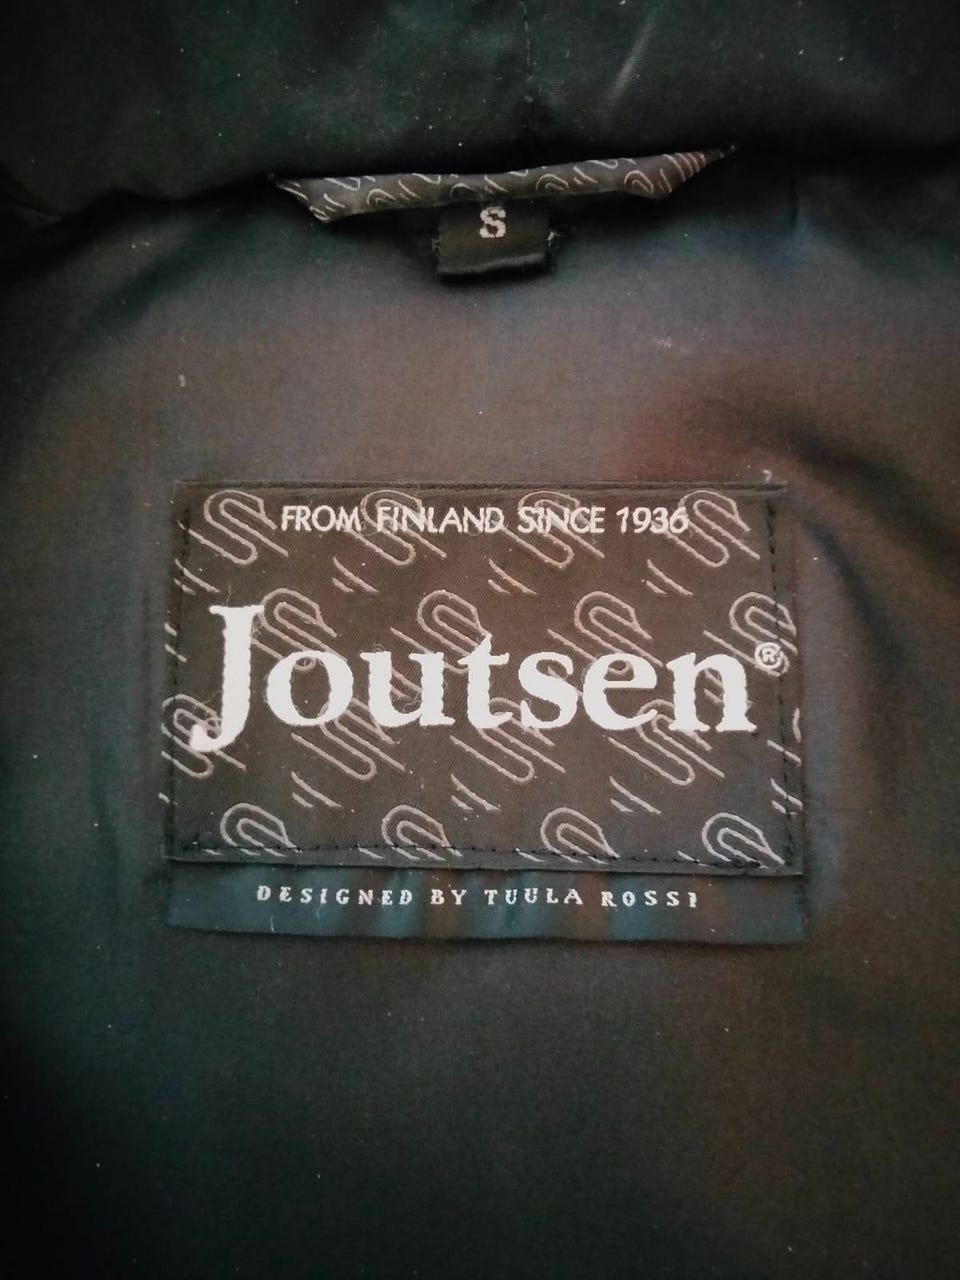 S
FROM FINLAND SINCE 1936
Joutsen®
DESIGNED BY TUULA ROSSI